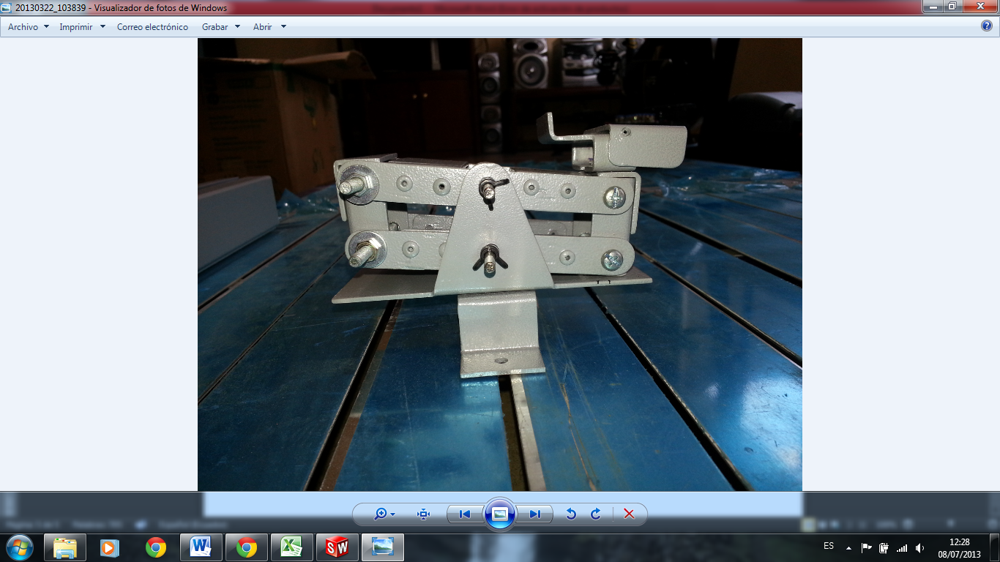 20130322_103839 - Visualizador de fotos de Windows
Archivo Imprimir Correo electrónico Grabar Abrir
ES
12:28
08/07/2013